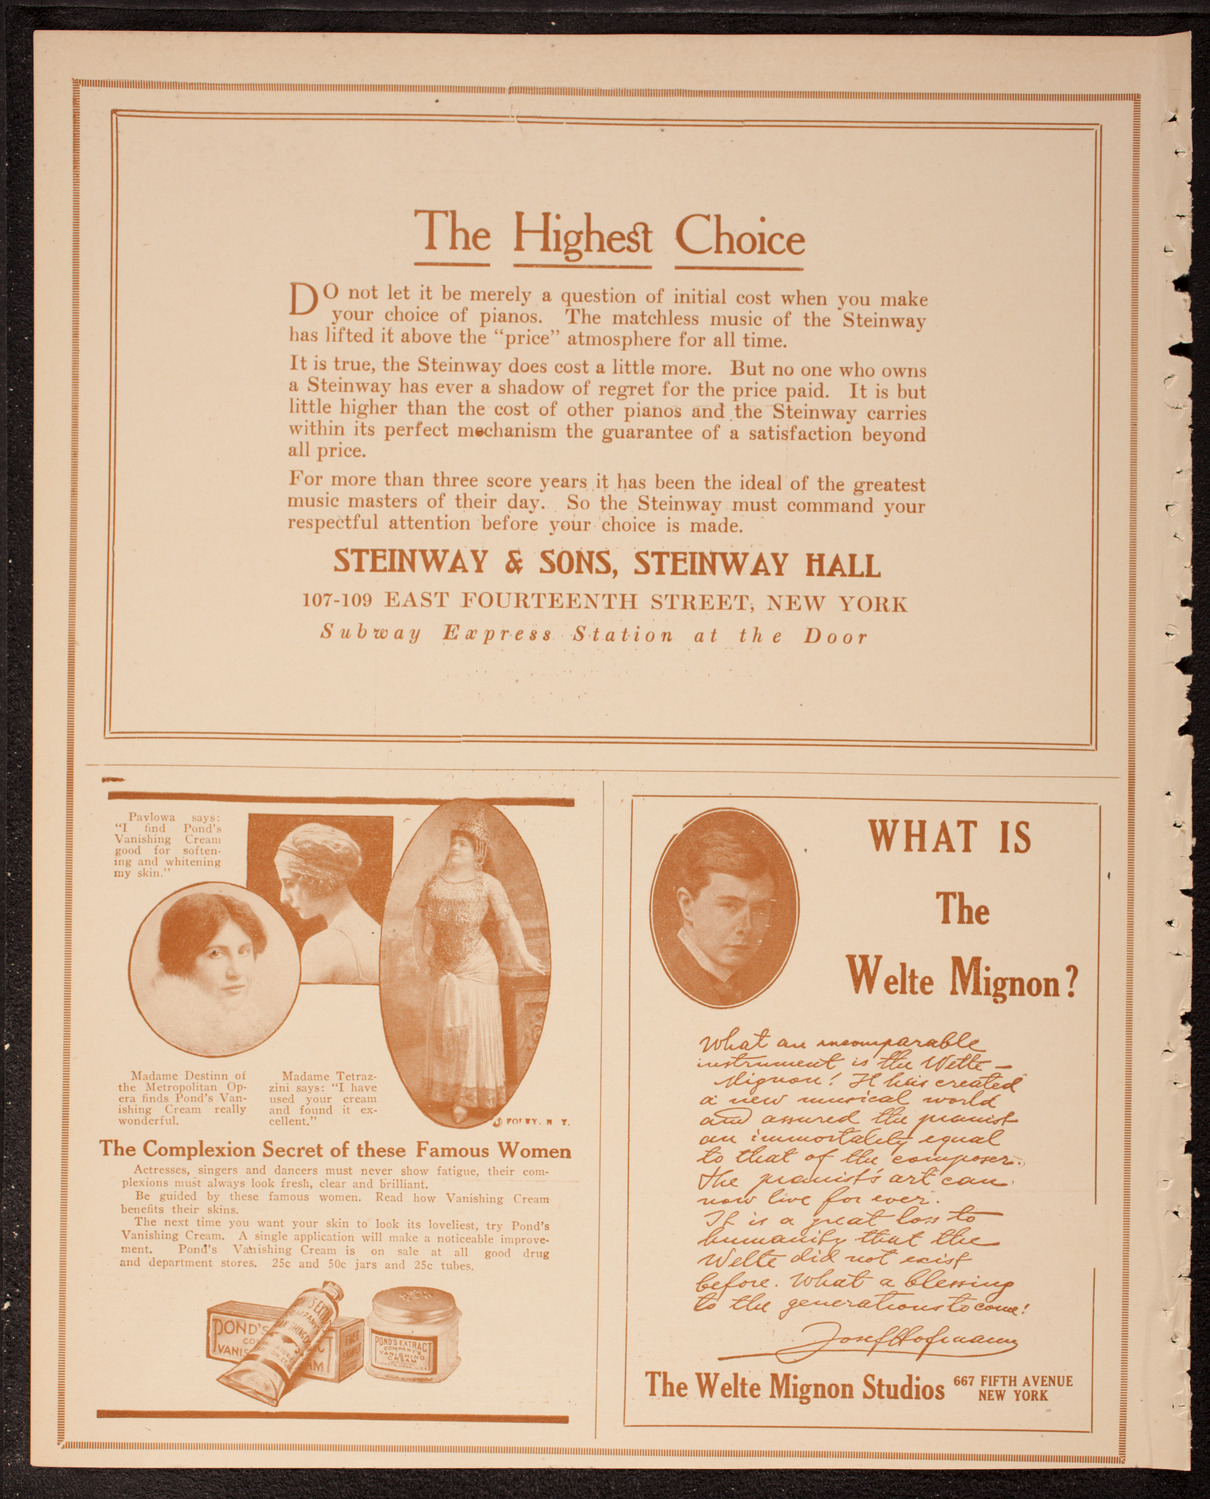 The Highest Choice
DO not let it be merely a question of initial cost when you make
your choice of pianos. The matchless music of the Steinway
has lifted it above the "price" atmosphere for all time.
It is true, the Steinway does cost a little more. But no one who owns
a Steinway has ever a shadow of regret for the price paid. It is but
little higher than the cost of other pianos and the Steinway carries
within its perfect mechanism the guarantee of a satisfaction beyond
all price.
For more than three score years it has been the ideal of the greatest
music masters of their day. So the Steinway must command your
respectful attention before your choice is made.
STEINWAY & SONS, STEINWAY HALL
107-109 EAST FOURTEENTH STREET, NEW YORK
Subway Express Station at the Door
Pavlowa says:
"I find Pond's
Vanishing Cream
good for soften-
ing and whitening
my skin."
Madame Destinn of
the Metropolitan Op-
era finds Pond's Van-
ishing Cream really
wonderful.
Madame Tetraz-
zini says: "I have
used your cream
and found it ex-
cellent."
© FOLEY. N. Y.
The Complexion Secret of these Famous Women
Actresses, singers and dancers must never show fatigue, their com-
plexions must always look fresh, clear and brilliant.
Be guided by these famous women. Read how Vanishing Cream
benefits their skins.
The next time you want your skin to look its loveliest, try Pond's
Vanishing Cream. A single application will make a noticeable improve-
ment. Pond's Vanishing Cream is on sale at all good drug
and department stores. 25c and 50c jars and 25c tubes.
POND'S
VANIS
AM
POND'S EXTRACT
COMPANY'S
VANISHING
CREAM
WHAT IS
The
Welte Mignon?
What an incomparable
instrument is the Welte-
Mignon! It has created
a new musical world
and assured the pianist
an immortality equal
to that of the composer.
The pianist's art can
now live for ever.
It is a great loss to
humanity that the
Welte did not exist
before. What a blessing
to the generations to come!
Josef Hofmann
The Welte Mignon Studios
667 FIFTH AVENUE
NEW YORK